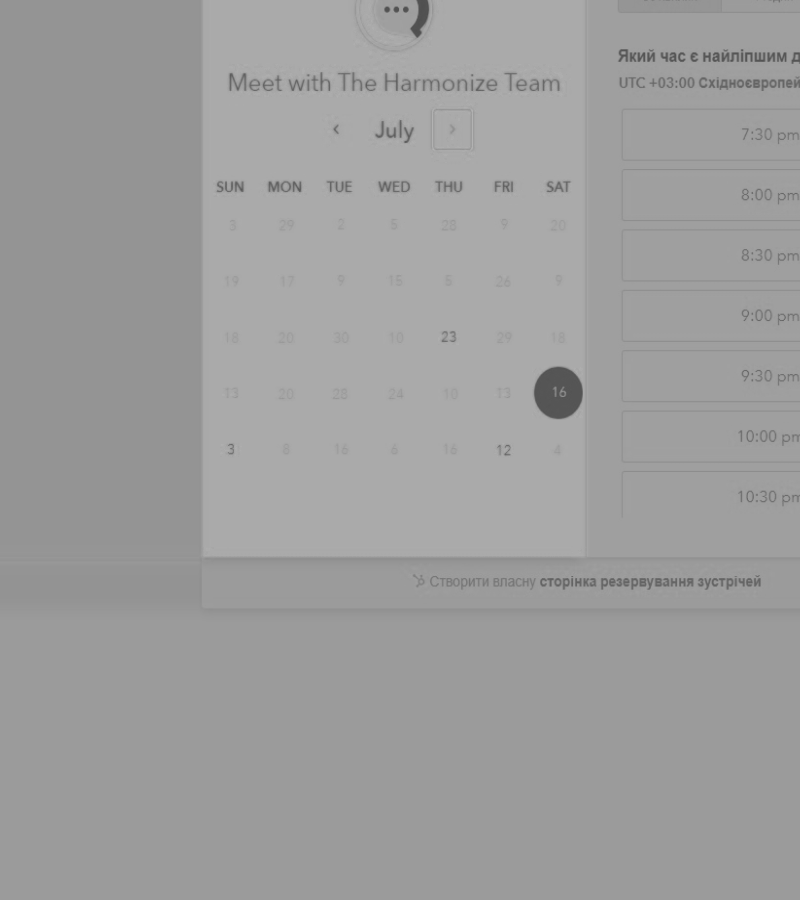 Meet with The Harmonize Team
‹ July ›
SUN MON TUE WED THU FRI SAT
3 29 2 5 28 9 20
19 17 9 15 5 26 9
18 20 30 10 23 29 18
13 20 28 24 10 13 16
3 8 16 6 16 12 4
Який час є найліпшим д
UTC +03:00 Східноєвропей
7:30 pm
8:00 pm
8:30 pm
9:00 pm
9:30 pm
10:00 pm
10:30 pm
Створити власну сторінка резервування зустрічей